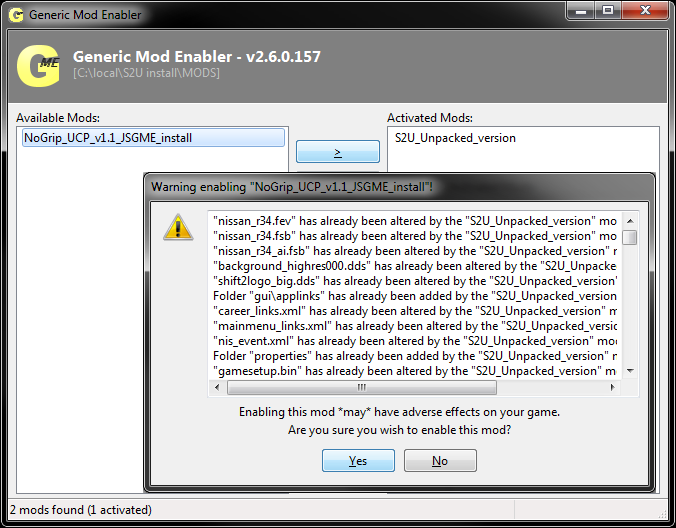 Generic Mod Enabler
GME
Generic Mod Enabler - v2.6.0.157
[C:\local\S2U install\MODS]
Available Mods:
Activated Mods:
NoGrip_UCP_v1.1_JSGME_install
>
S2U_Unpacked_version
Warning enabling "NoGrip_UCP_v1.1_JSGME_install"!
"nissan_r34.fev" has already been altered by the "S2U_Unpacked_version" mo
"nissan_r34.fsb" has already been altered by the "S2U_Unpacked_version" mo
"nissan_r34_ai.fsb" has already been altered by the "S2U_Unpacked_version"
"background_highres000.dds" has already been altered by the "S2U_Unpacke
"shift2logo_big.dds" has already been altered by the "S2U_Unpacked_version
Folder "gui\applinks" has already been added by the "S2U_Unpacked_version
"career_links.xml" has already been altered by the "S2U_Unpacked_version"
"mainmenu_links.xml" has already been altered by the "S2U_Unpacked_versio
"nis_event.xml" has already been altered by the "S2U_Unpacked_version" mo
Folder "properties" has already been added by the "S2U_Unpacked_version"
"gamesetup.bin" has already been altered by the "S2U_Unpacked_version" m
Enabling this mod *may* have adverse effects on your game.
Are you sure you wish to enable this mod?
Yes
No
2 mods found (1 activated)